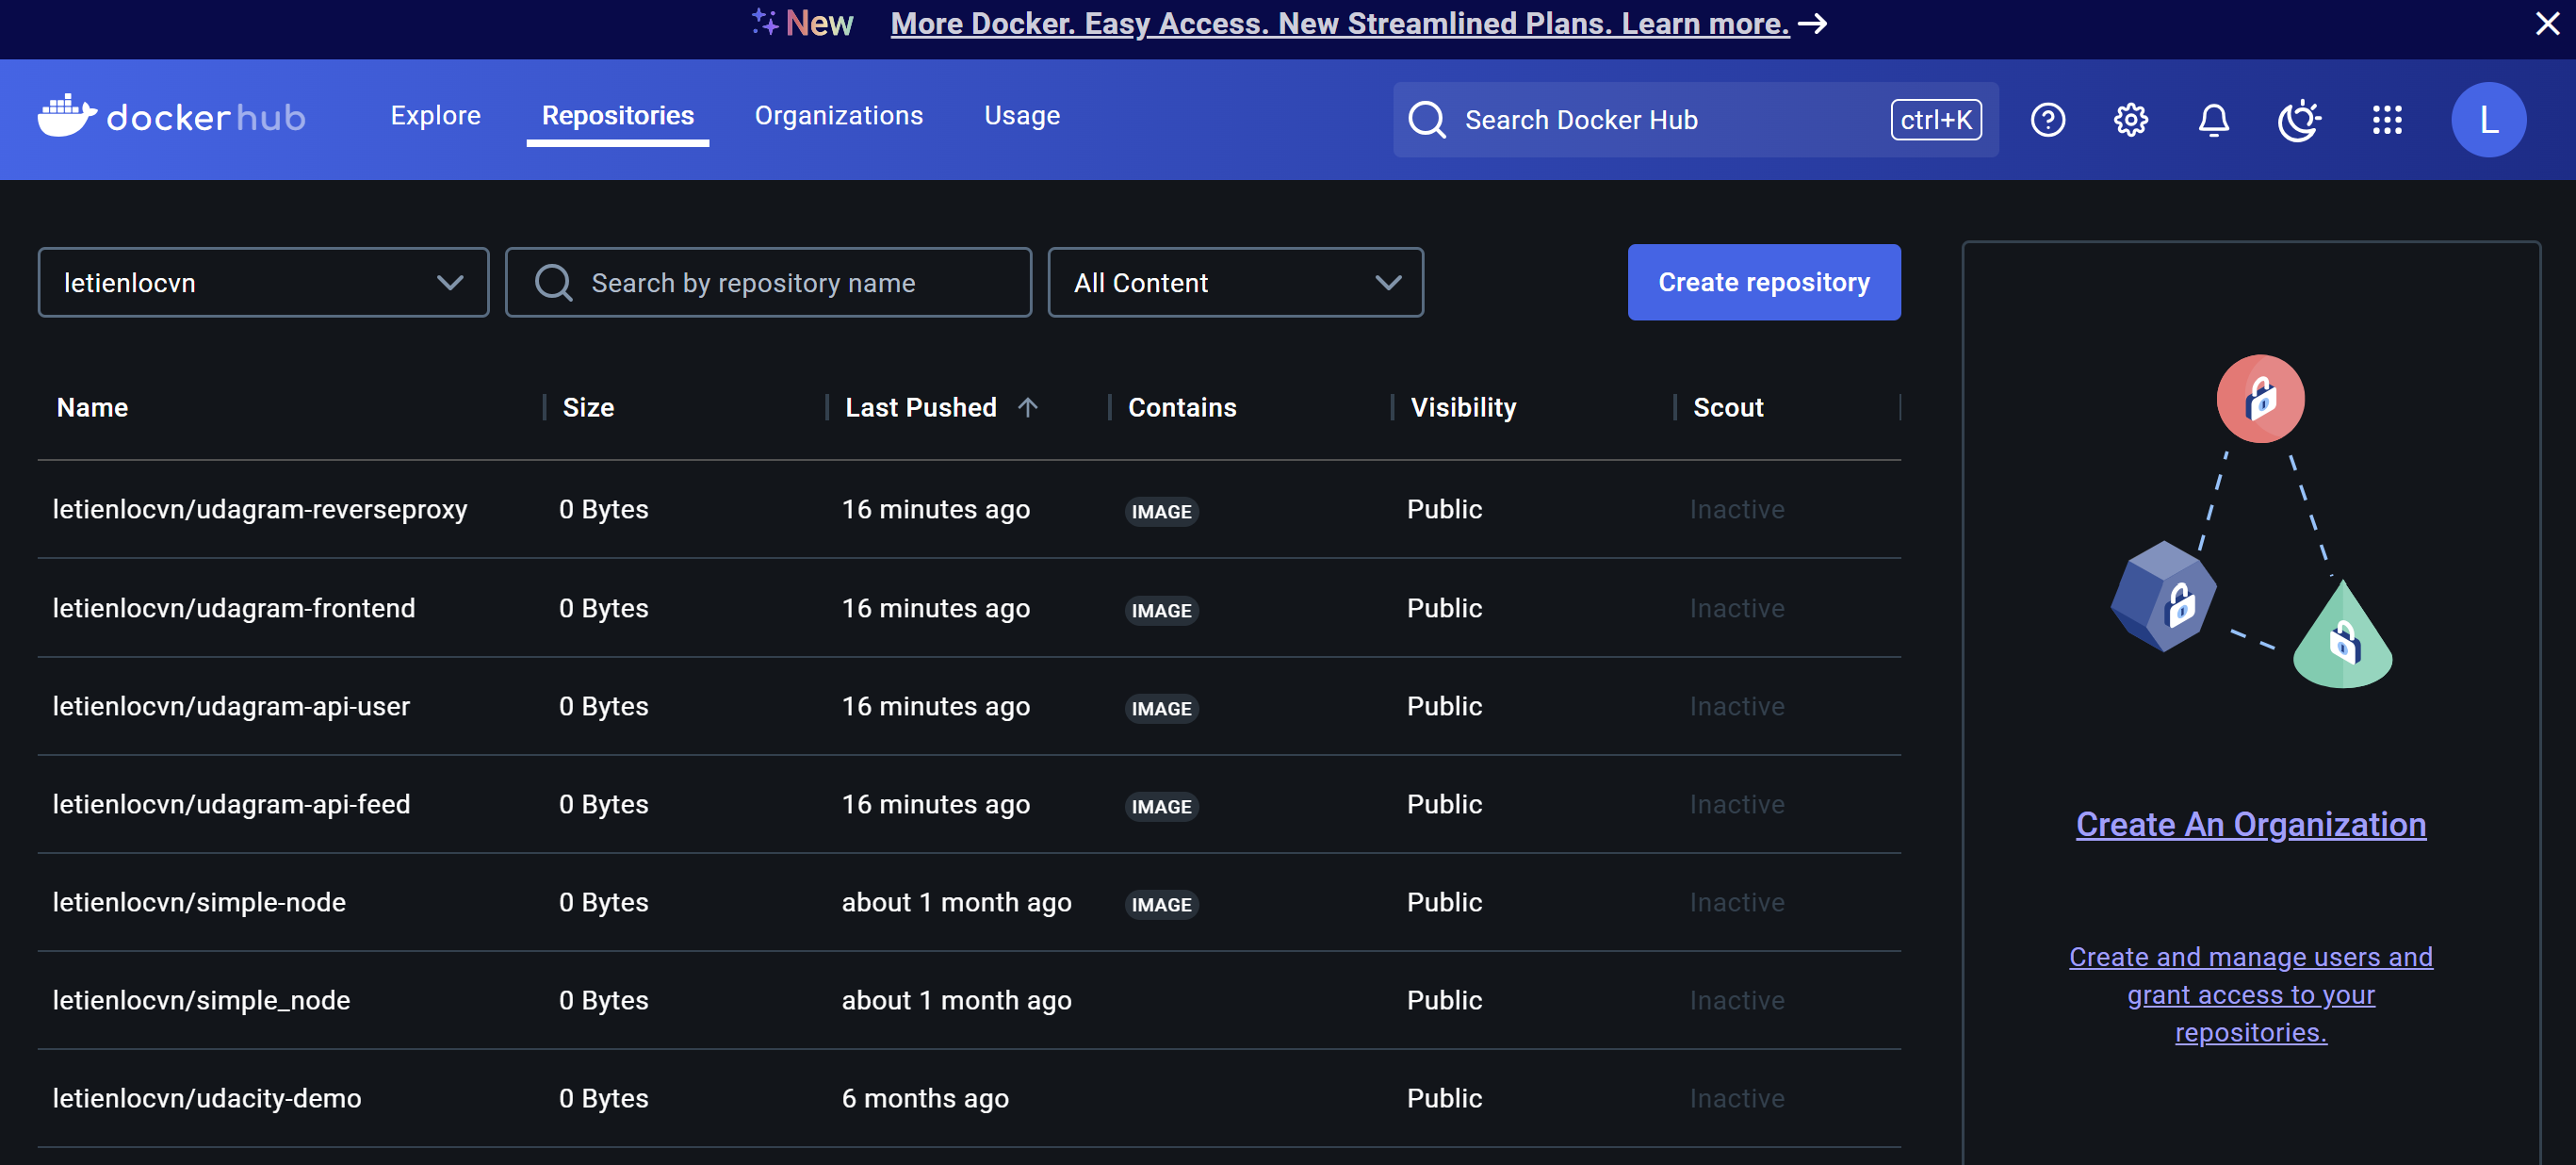 New More Docker. Easy Access. New Streamlined Plans. Learn more.
dockerhub Explore Repositories Organizations Usage Search Docker Hub ctrl+K L
letienlocvn Search by repository name All Content Create repository
Name Size Last Pushed Contains Visibility Scout
letienlocvn/udagram-reverseproxy 0 Bytes 16 minutes ago IMAGE Public Inactive
letienlocvn/udagram-frontend 0 Bytes 16 minutes ago IMAGE Public Inactive
letienlocvn/udagram-api-user 0 Bytes 16 minutes ago IMAGE Public Inactive
letienlocvn/udagram-api-feed 0 Bytes 16 minutes ago IMAGE Public Inactive
letienlocvn/simple-node 0 Bytes about 1 month ago IMAGE Public Inactive
letienlocvn/simple_node 0 Bytes about 1 month ago Public Inactive
letienlocvn/udacity-demo 0 Bytes 6 months ago Public Inactive
Create An Organization
Create and manage users and
grant access to your
repositories.